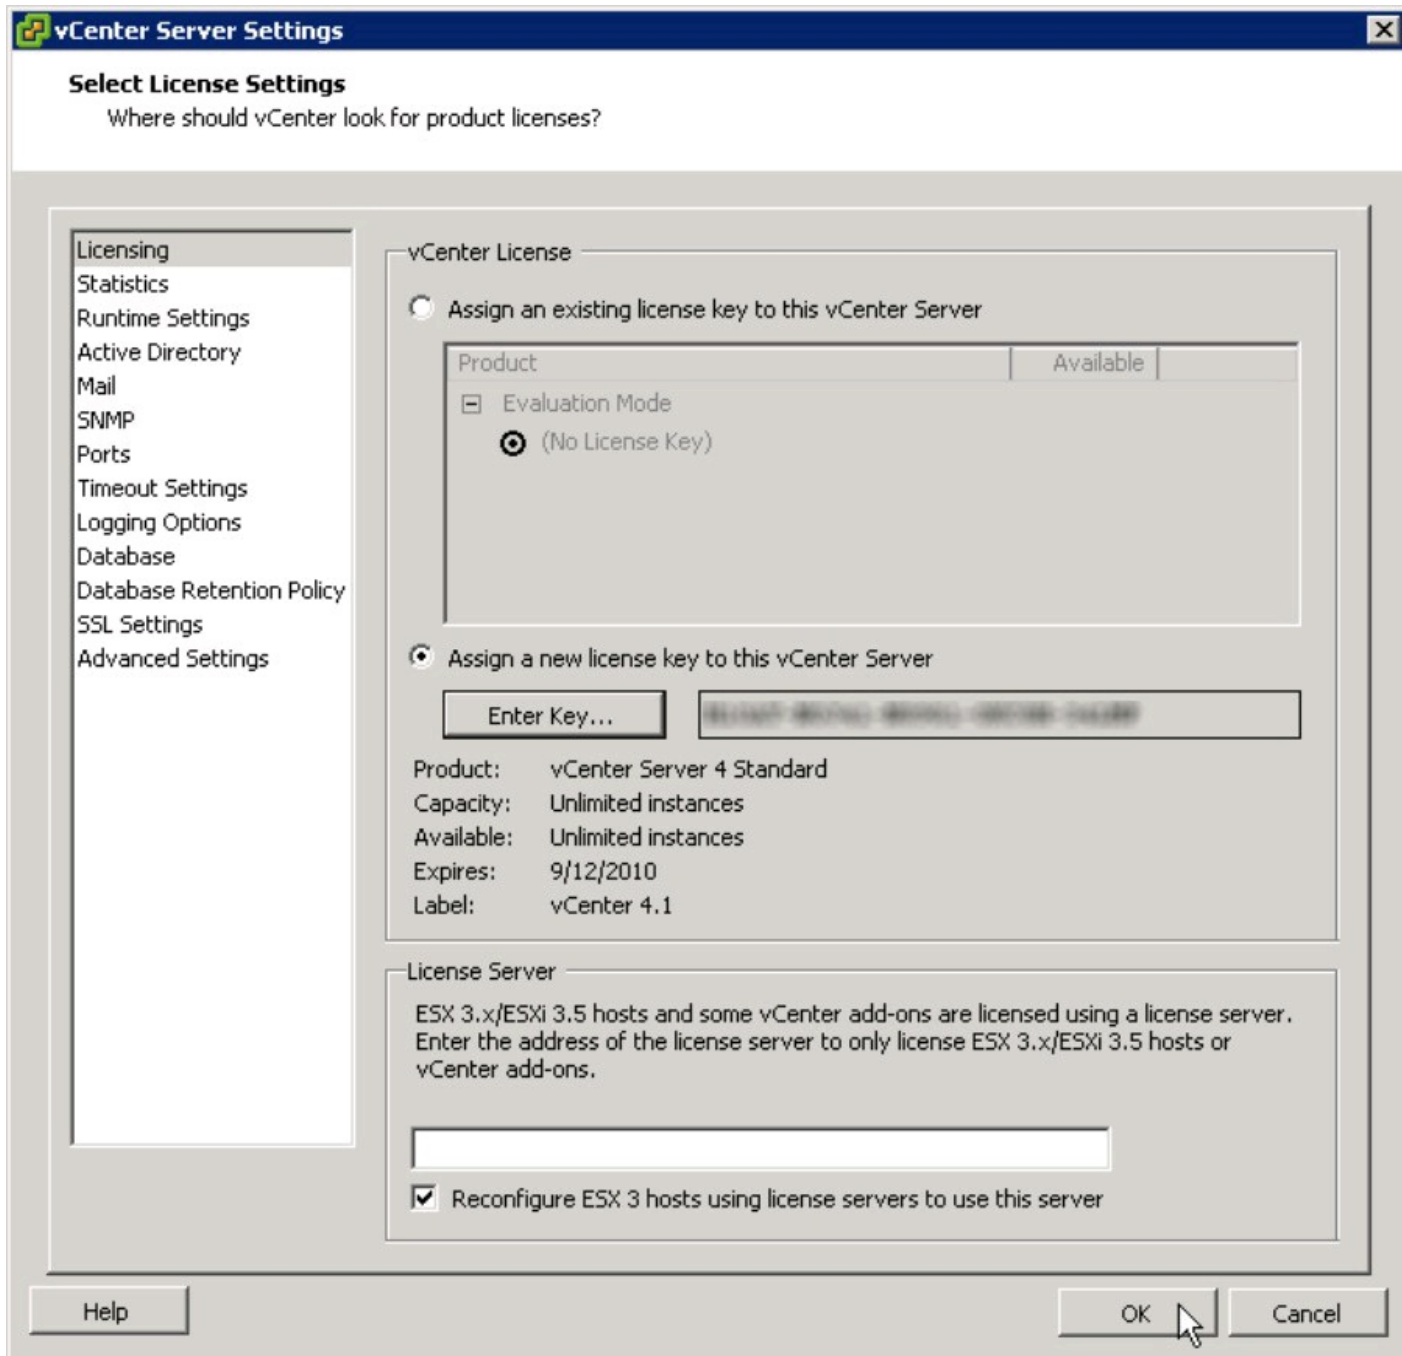 vCenter Server Settings
Select License Settings
Where should vCenter look for product licenses?
Licensing
Statistics
Runtime Settings
Active Directory
Mail
SNMP
Ports
Timeout Settings
Logging Options
Database
Database Retention Policy
SSL Settings
Advanced Settings
vCenter License
Assign an existing license key to this vCenter Server
Product Available
Evaluation Mode
(No License Key)
Assign a new license key to this vCenter Server
Enter Key...
Product: vCenter Server 4 Standard
Capacity: Unlimited instances
Available: Unlimited instances
Expires: 9/12/2010
Label: vCenter 4.1
License Server
ESX 3.x/ESXi 3.5 hosts and some vCenter add-ons are licensed using a license server.
Enter the address of the license server to only license ESX 3.x/ESXi 3.5 hosts or
vCenter add-ons.
Reconfigure ESX 3 hosts using license servers to use this server
Help OK Cancel